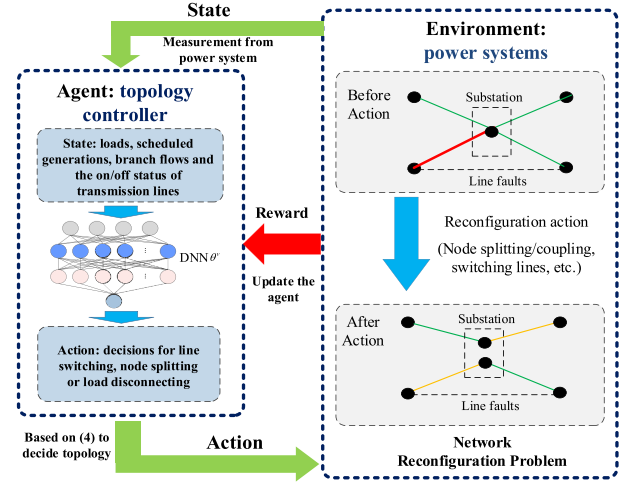 State
Measurement from
power system
Agent: topology
controller
State: loads, scheduled
generations, branch flows and
the on/off status of
transmission lines
DNN θᵛ
Action: decisions for line
switching, node splitting
or load disconnecting
Based on (4) to
decide topology
Action
Reward
Update the
agent
Environment:
power systems
Before
Action
Substation
Line faults
Reconfiguration action
(Node splitting/coupling,
switching lines, etc.)
After
Action
Substation
Line faults
Network
Reconfiguration Problem